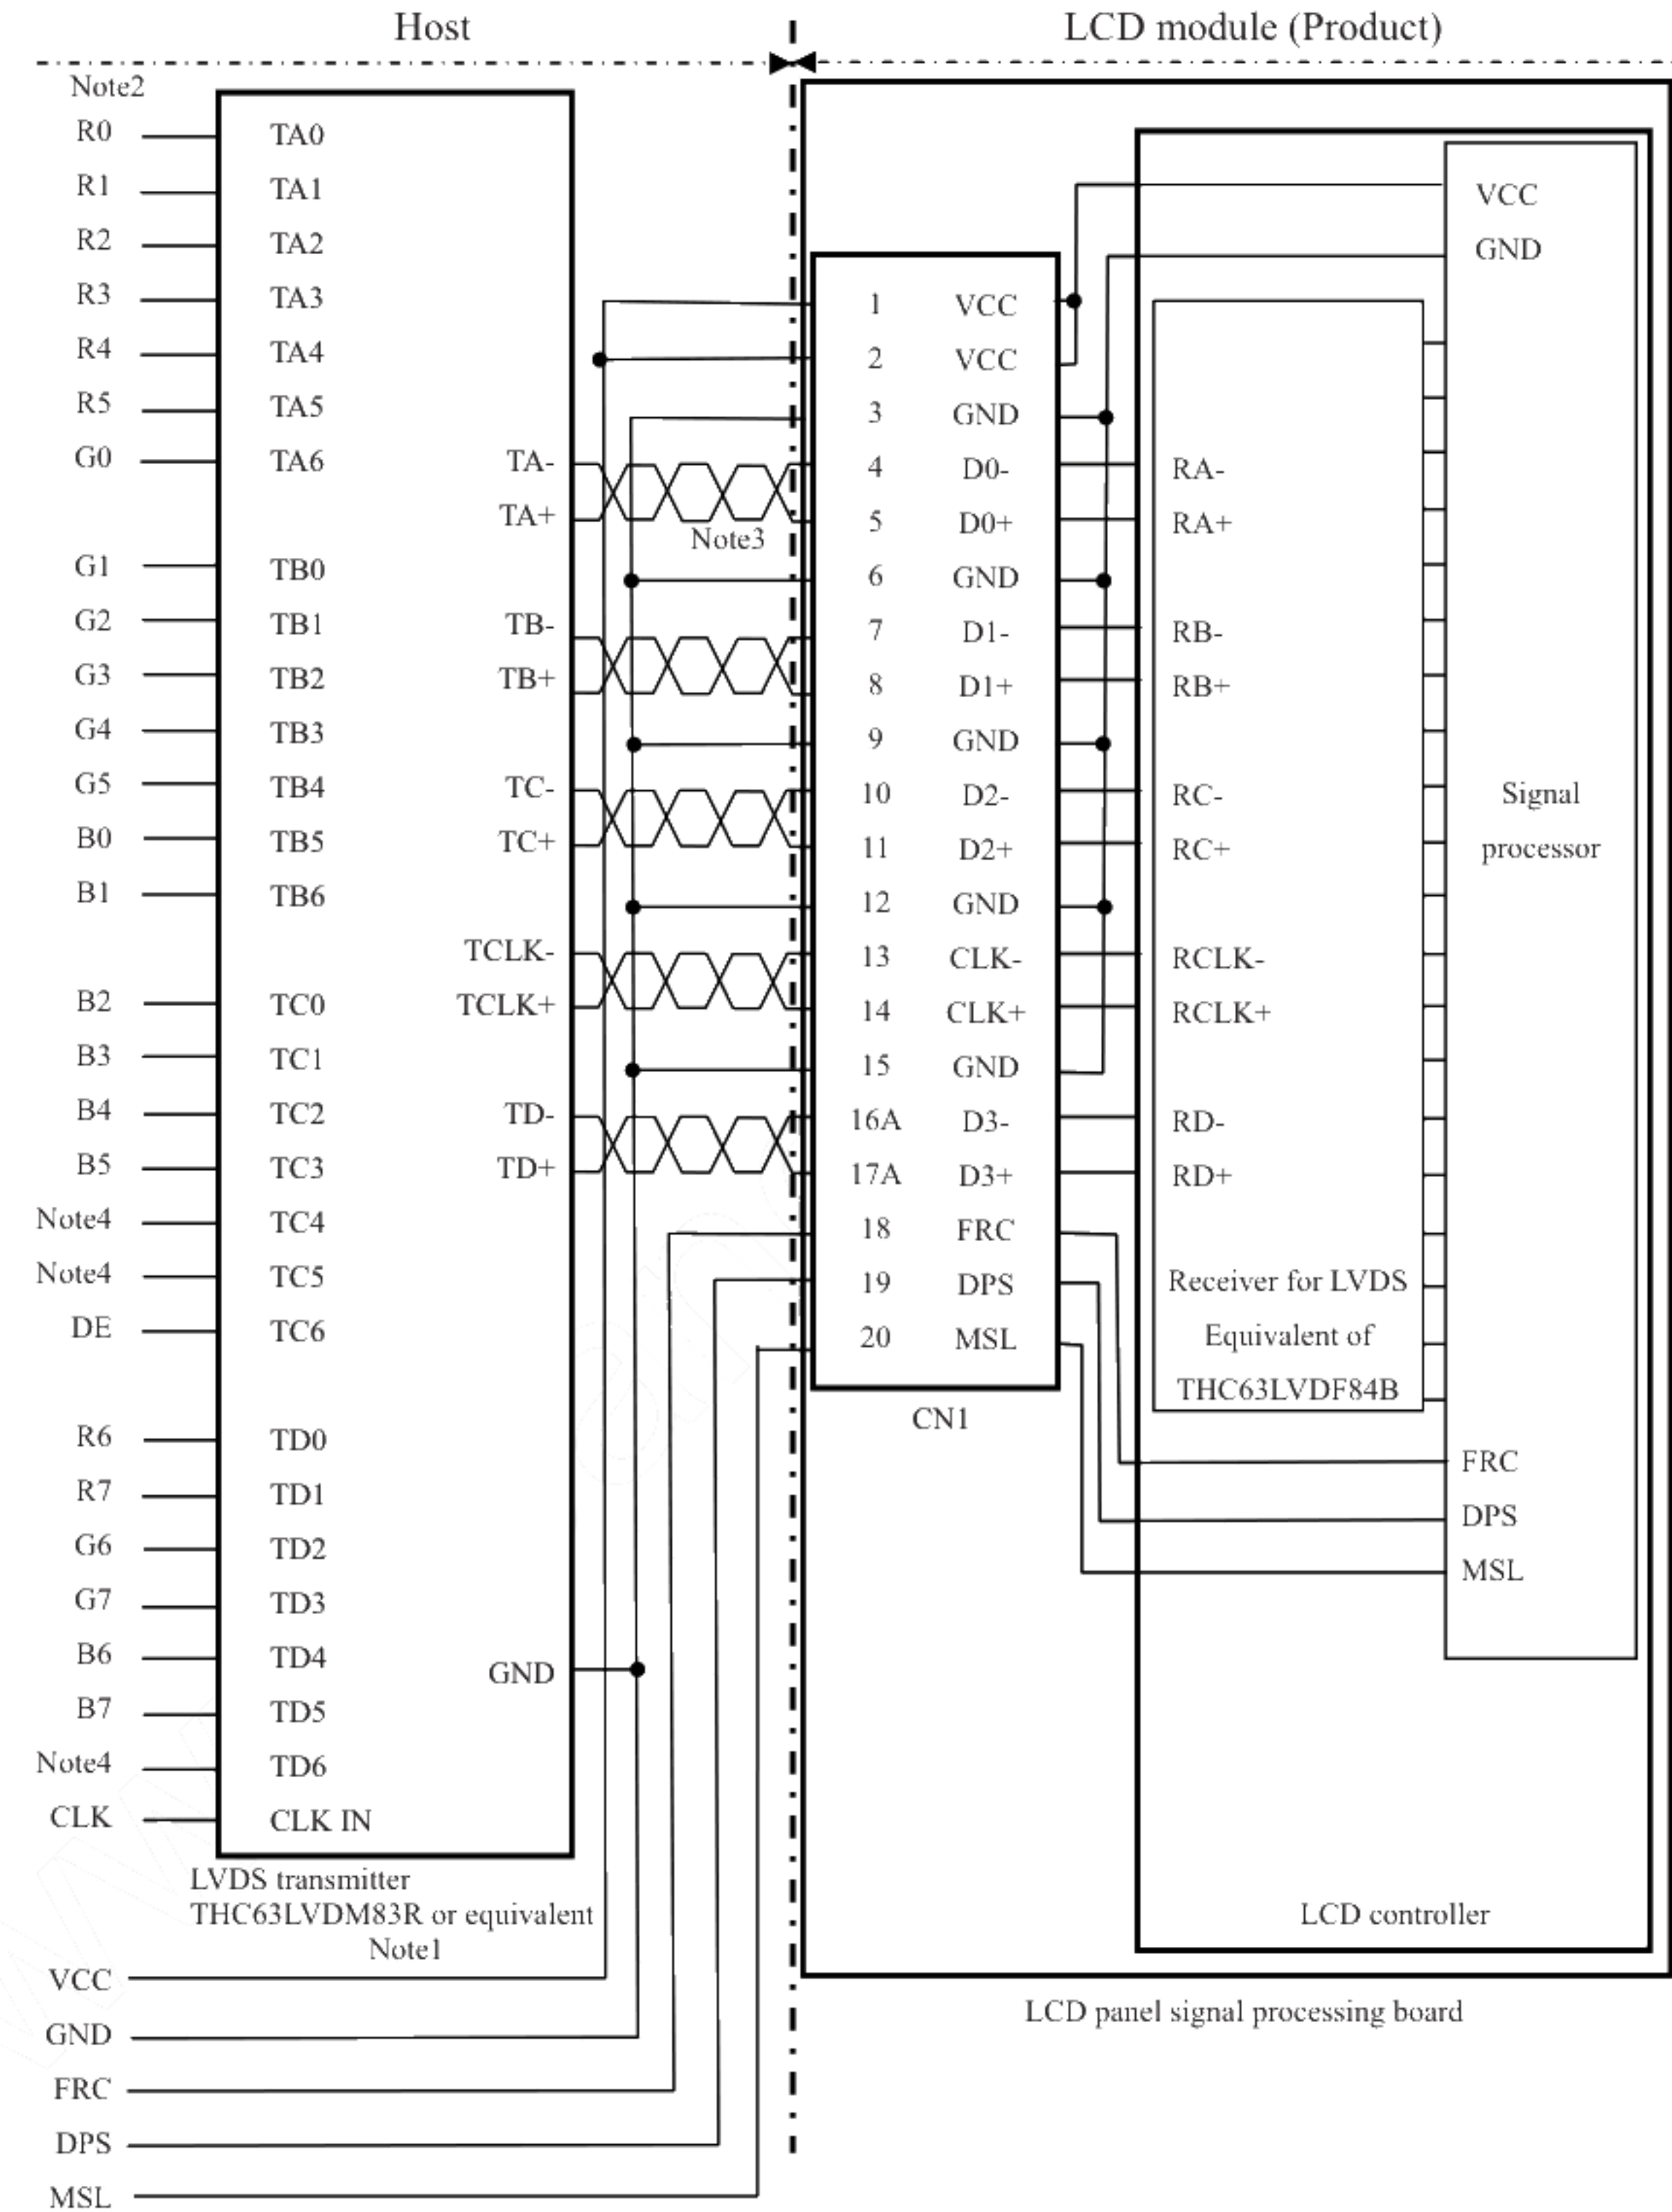 Host
LCD module (Product)
Note2
R0
R1
R2
R3
R4
R5
G0
G1
G2
G3
G4
G5
B0
B1
B2
B3
B4
B5
Note4
Note4
DE
R6
R7
G6
G7
B6
B7
Note4
CLK
TA0
TA1
TA2
TA3
TA4
TA5
TA6
TB0
TB1
TB2
TB3
TB4
TB5
TB6
TC0
TC1
TC2
TC3
TC4
TC5
TC6
TD0
TD1
TD2
TD3
TD4
TD5
TD6
CLK IN
TA-
TA+
TB-
TB+
TC-
TC+
TCLK-
TCLK+
TD-
TD+
GND
Note3
LVDS transmitter
THC63LVDM83R or equivalent
Note1
VCC
GND
FRC
DPS
MSL
1 VCC
2 VCC
3 GND
4 D0-
5 D0+
6 GND
7 D1-
8 D1+
9 GND
10 D2-
11 D2+
12 GND
13 CLK-
14 CLK+
15 GND
16A D3-
17A D3+
18 FRC
19 DPS
20 MSL
CN1
RA-
RA+
RB-
RB+
RC-
RC+
RCLK-
RCLK+
RD-
RD+
Receiver for LVDS
Equivalent of
THC63LVDF84B
VCC
GND
Signal
processor
FRC
DPS
MSL
LCD controller
LCD panel signal processing board